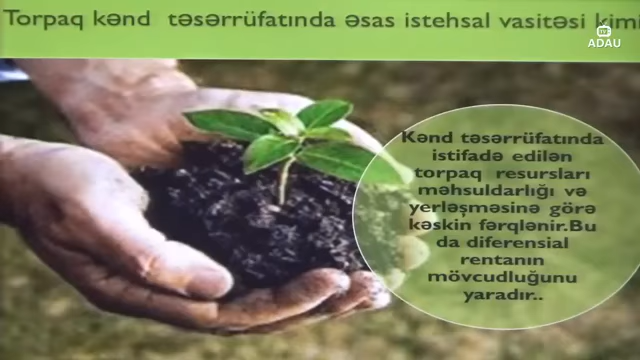 Torpaq kənd təsərrüfatında əsas istehsal vasitəsi kimi
TV
ADAU
Kənd təsərrüfatında
istifadə edilən
torpaq resursları
məhsuldarlığı və
yerləşməsinə görə
kəskin fərqlənir.Bu
da diferensial
rentanın
mövcudluğunu
yaradır..